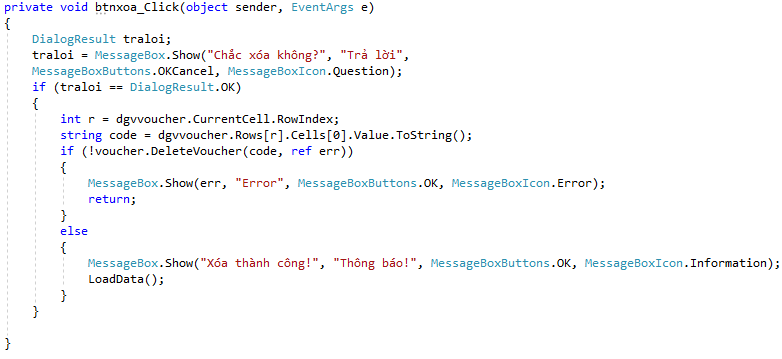 private void btnxoa_Click(object sender, EventArgs e)
{
DialogResult traloi;
traloi = MessageBox.Show("Chắc xóa không?", "Trả lời",
MessageBoxButtons.OKCancel, MessageBoxIcon.Question);
if (traloi == DialogResult.OK)
{
int r = dgvvoucher.CurrentCell.RowIndex;
string code = dgvvoucher.Rows[r].Cells[0].Value.ToString();
if (!voucher.DeleteVoucher(code, ref err))
{
MessageBox.Show(err, "Error", MessageBoxButtons.OK, MessageBoxIcon.Error);
return;
}
else
{
MessageBox.Show("Xóa thành công!", "Thông báo!", MessageBoxButtons.OK, MessageBoxIcon.Information);
LoadData();
}
}
}